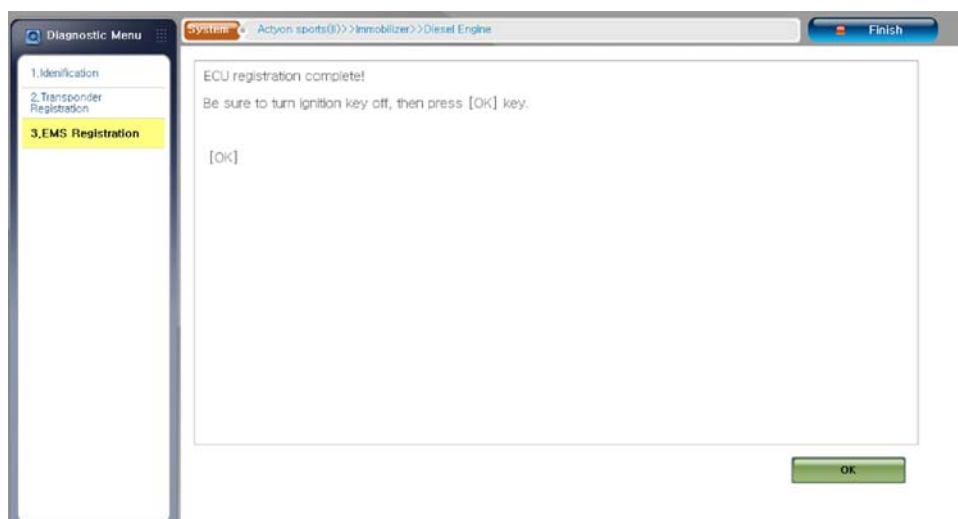 Diagnostic Menu
System
Actyon sports(II)>>Immobilizer>>Diesel Engine
Finish
1.Idenification
2.Transponder
Registration
3.EMS Registration
ECU registration complete!
Be sure to turn ignition key off, then press [OK] key.
[OK]
OK